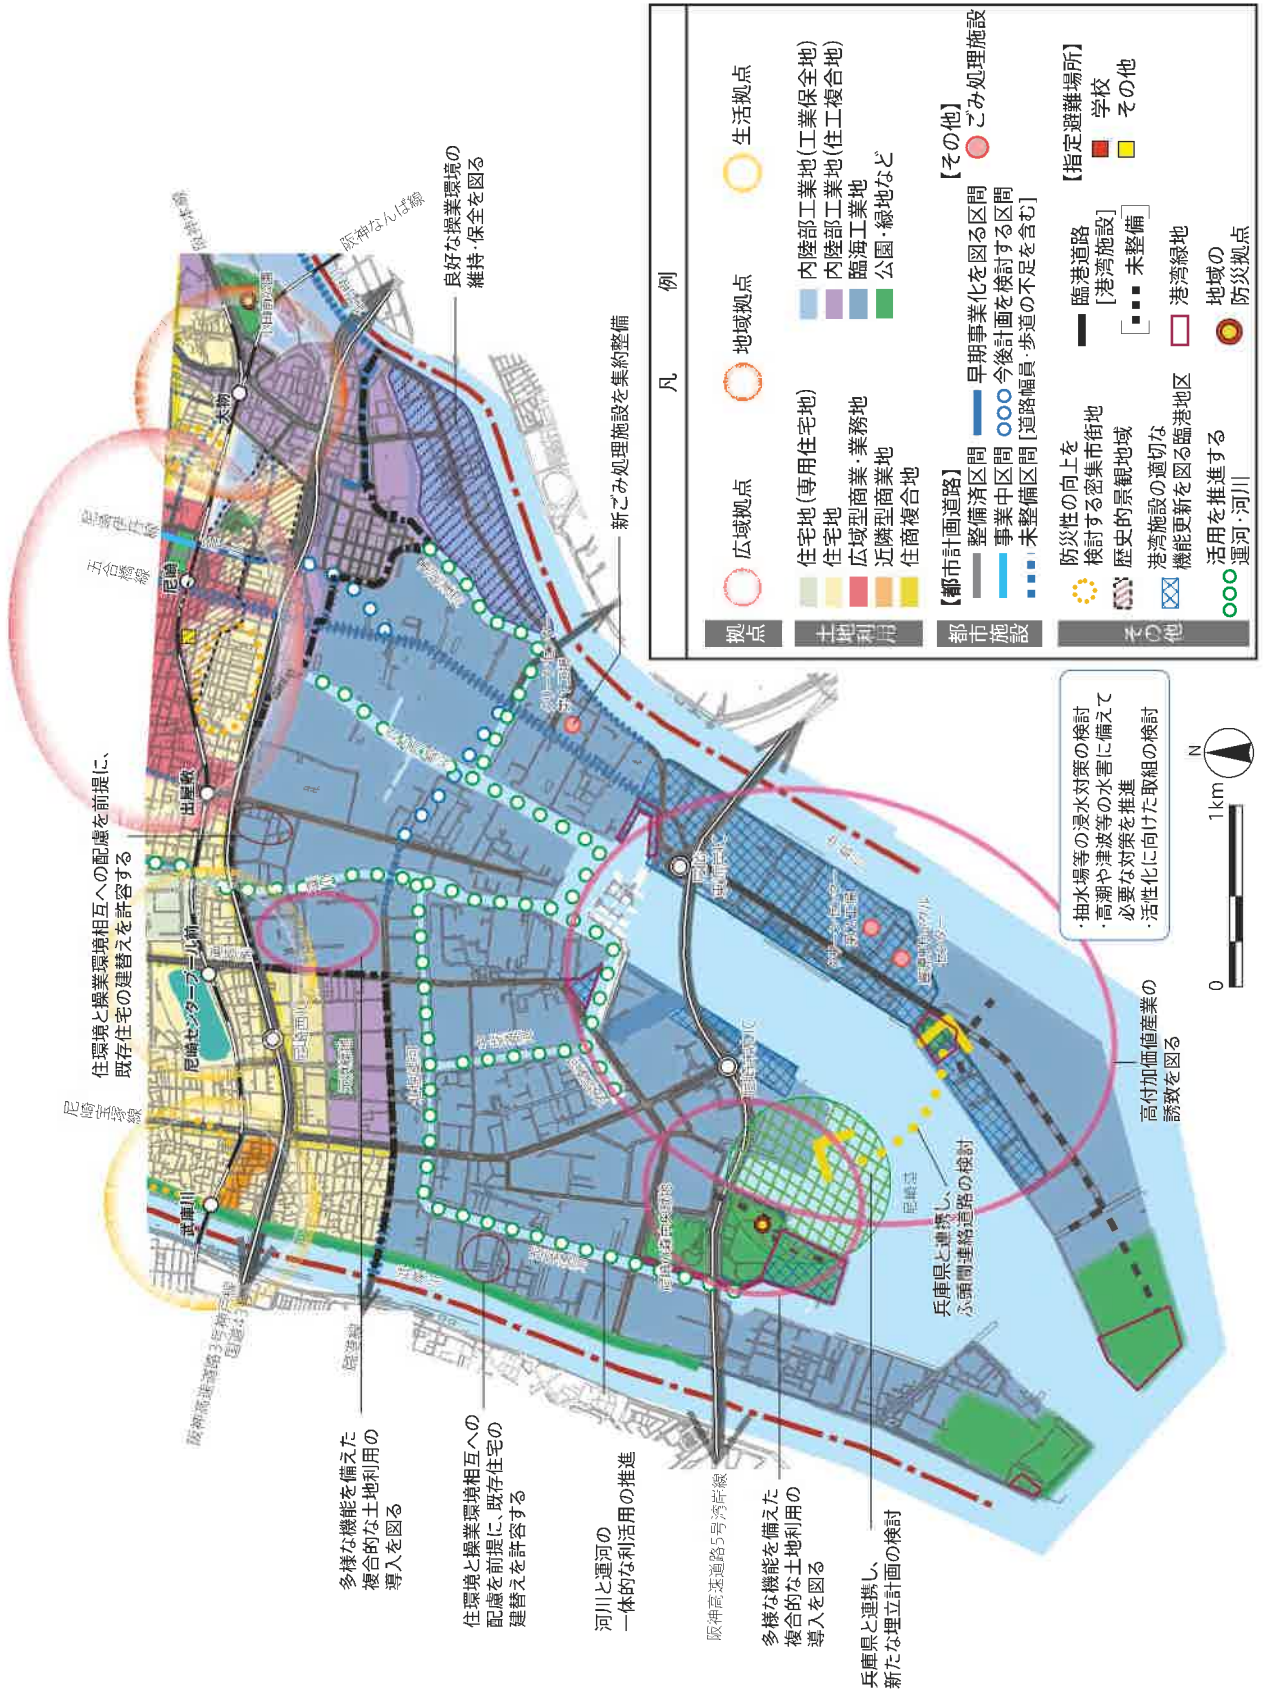 阪神本線
阪神なんば線
小田南公園
大物
尼崎伊丹線
五合橋線
尼崎
出屋敷
尼崎センタープール前
尼崎宝塚線
武庫川
阪神高速道路3号神戸線
国道43号
阪神高速道路5号湾岸線
尼崎西
尼崎港
良好な操業環境の
維持・保全を図る
新ごみ処理施設を集約整備
住環境と操業環境相互への配慮を前提に、
既存住宅の建替えを許容する
多様な機能を備えた
複合的な土地利用の
導入を図る
住環境と操業環境相互への
配慮を前提に、既存住宅の
建替えを許容する
河川と運河の
一体的な利活用の推進
多様な機能を備えた
複合的な土地利用の
導入を図る
兵庫県と連携し、
新たな埋立計画の検討
兵庫県と連携し、
ふ頭間連絡道路の検討
高付加価値産業の
誘致を図る
・抽水場等の浸水対策の検討
・高潮や津波等の水害に備えて
必要な対策を推進
・活性化に向けた取組の検討
N
0
1km
凡 例
拠点
広域拠点
地域拠点
生活拠点
土地利用
住宅地(専用住宅地)
住宅地
広域型商業・業務地
近隣型商業地
住商複合地
内陸部工業地(工業保全地)
内陸部工業地(住工複合地)
臨海工業地
公園・緑地など
都市施設
【都市計画道路】
整備済区間
事業中区間
未整備区間[道路幅員・歩道の不足を含む]
早期事業化を図る区間
今後計画を検討する区間
【その他】
ごみ処理施設
その他
防災性の向上を
検討する密集市街地
歴史的景観地域
港湾施設の適切な
機能更新を図る臨港地区
活用を推進する
運河・河川
臨港道路
[港湾施設]
未整備
港湾緑地
地域の
防災拠点
【指定避難場所】
学校
その他